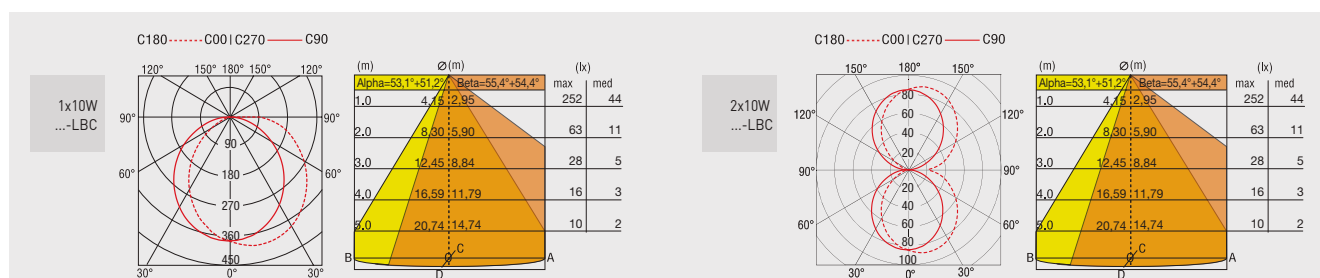 C180 C00 | C270 C90
1x10W
...-LBC
120° 150° 180° 150° 120°
90° 90°
60° 60°
90
180
270
360
450
30° 0° 30°
(m) Ø(m) (lx)
Alpha=53,1°+51,2° Beta=55,4°+54,4° max med
1.0 4,15 2,95 252 44
2.0 8,30 5,90 63 11
3.0 12,45 8,84 28 5
4.0 16,59 11,79 16 3
5.0 20,74 14,74 10 2
C
B O A
D
C180 C00 | C270 C90
2x10W
...-LBC
150° 180° 150°
120° 120°
90° 90°
60° 60°
80
60
40
20
20
40
60
80
100
30° 0° 30°
(m) Ø(m) (lx)
Alpha=53,1°+51,2° Beta=55,4°+54,4° max med
1.0 4,15 2,95 252 44
2.0 8,30 5,90 63 11
3.0 12,45 8,84 28 5
4.0 16,59 11,79 16 3
5.0 20,74 14,74 10 2
C
B O A
D